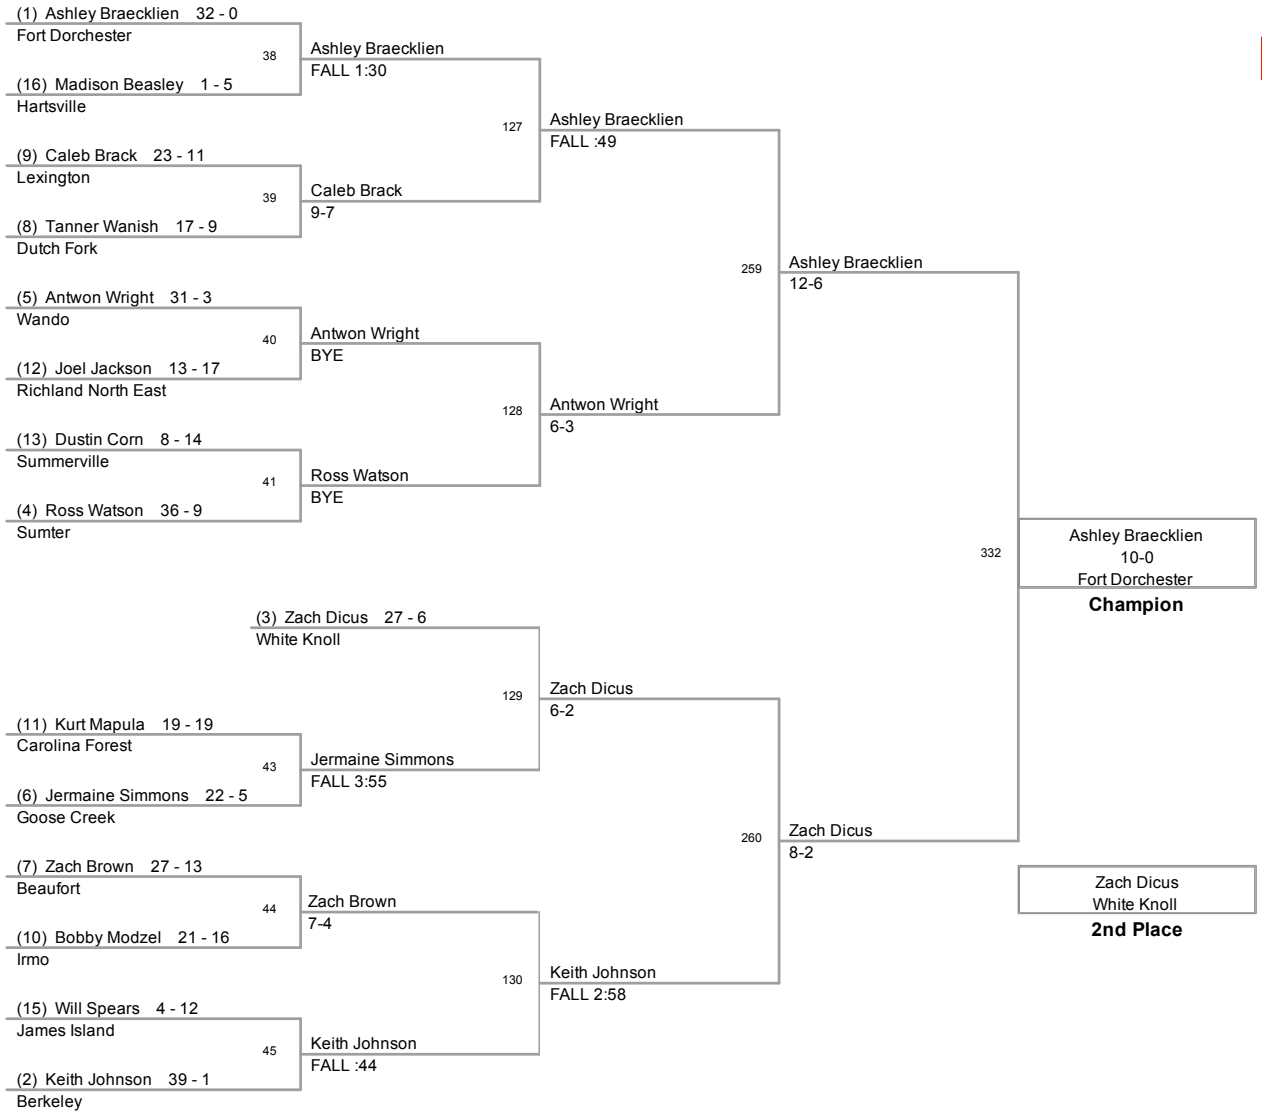 (1) Ashley Braecklien 32 - 0
Fort Dorchester
38
Ashley Braecklien
FALL 1:30
(16) Madison Beasley 1 - 5
Hartsville
127
Ashley Braecklien
FALL :49
(9) Caleb Brack 23 - 11
Lexington
39
Caleb Brack
9-7
(8) Tanner Wanish 17 - 9
Dutch Fork
259
Ashley Braecklien
12-6
(5) Antwon Wright 31 - 3
Wando
40
Antwon Wright
BYE
(12) Joel Jackson 13 - 17
Richland North East
128
Antwon Wright
6-3
(13) Dustin Corn 8 - 14
Summerville
41
Ross Watson
BYE
(4) Ross Watson 36 - 9
Sumter
332
Ashley Braecklien
10-0
Fort Dorchester
Champion
(3) Zach Dicus 27 - 6
White Knoll
129
Zach Dicus
6-2
(11) Kurt Mapula 19 - 19
Carolina Forest
43
Jermaine Simmons
FALL 3:55
(6) Jermaine Simmons 22 - 5
Goose Creek
260
Zach Dicus
8-2
(7) Zach Brown 27 - 13
Beaufort
44
Zach Brown
7-4
(10) Bobby Modzel 21 - 16
Irmo
Zach Dicus
White Knoll
2nd Place
130
Keith Johnson
FALL 2:58
(15) Will Spears 4 - 12
James Island
45
Keith Johnson
FALL :44
(2) Keith Johnson 39 - 1
Berkeley